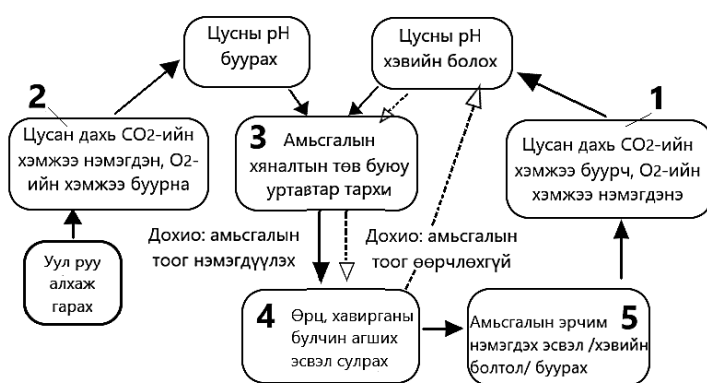 Цусны pH
буурах
Цусны pH
хэвийн болох
2
Цусан дахь CO2-ийн
хэмжээ нэмэгдэн, O2-
ийн хэмжээ буурна
3 Амьсгалын
хяналтын төв буюу
уртавтар тархи
1
Цусан дахь CO2-ийн
хэмжээ буурч, O2-ийн
хэмжээ нэмэгдэнэ
Уул руу
алхаж
гарах
Дохио: амьсгалын
тоог нэмэгдүүлэх
Дохио: амьсгалын
тоог өөрчлөхгүй
4 Өрц, хавирганы
булчин агших
эсвэл сулрах
Амьсгалын эрчим 5
нэмэгдэх эсвэл /хэвийн
болтол/ буурах